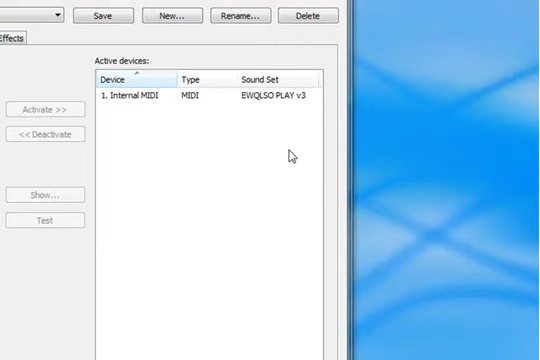 Save New... Rename... Delete
Effects
Active devices:
Device Type Sound Set
1. Internal MIDI MIDI EWQLSO PLAY v3
Activate >>
<< Deactivate
Show...
Test